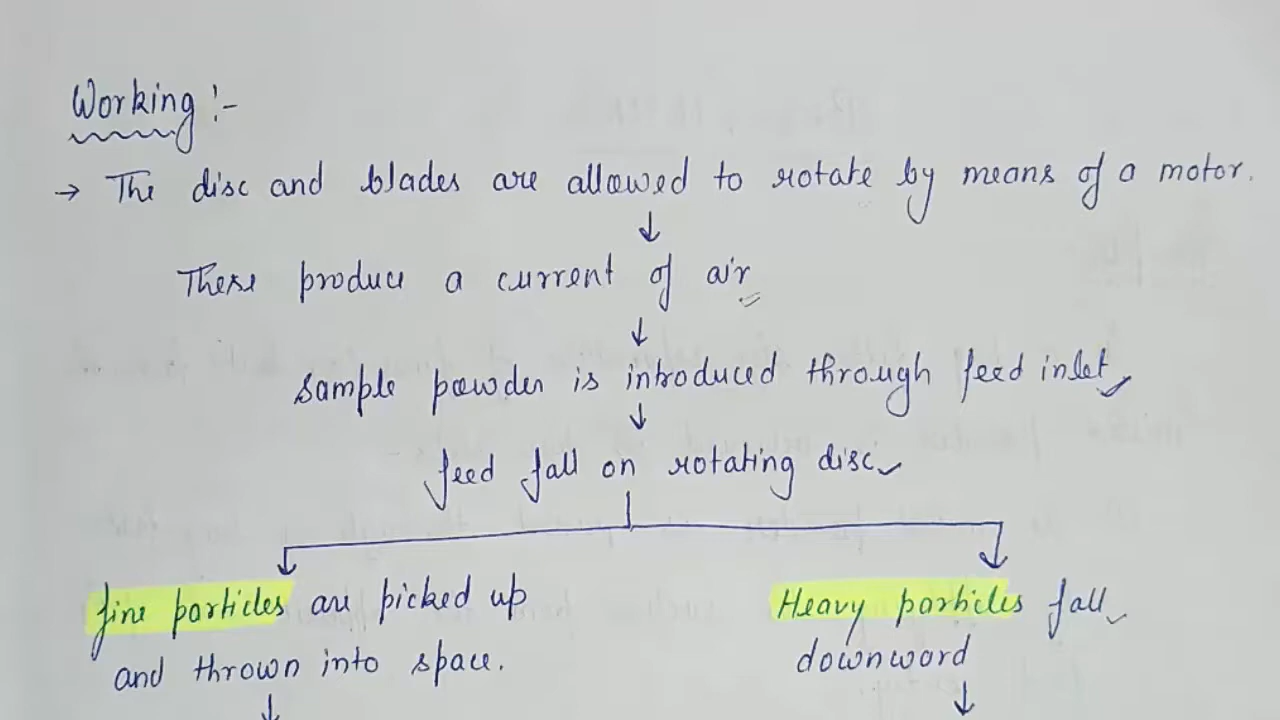 Working :-
→ The disc and blades are allowed to rotate by means of a motor.
↓
These produce a current of air
↓
sample powder is introduced through feed inlet
↓
feed fall on rotating disc
fine particles are picked up
and thrown into space.
↓
Heavy particles fall
downword
↓